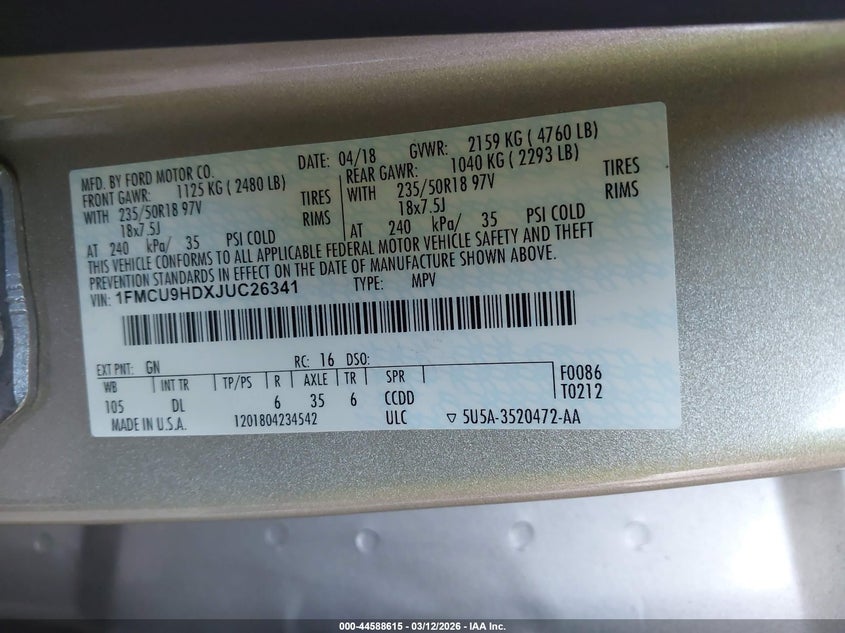 MFD. BY FORD MOTOR CO. DATE: 04/18 GVWR: 2159 KG ( 4760 LB)
FRONT GAWR: 1125 KG ( 2480 LB) REAR GAWR: 1040 KG ( 2293 LB)
WITH 235/50R18 97V TIRES WITH 235/50R18 97V TIRES
18x7.5J RIMS 18x7.5J RIMS
AT 240 kPa/ 35 PSI COLD AT 240 kPa/ 35 PSI COLD
THIS VEHICLE CONFORMS TO ALL APPLICABLE FEDERAL MOTOR VEHICLE SAFETY AND THEFT
PREVENTION STANDARDS IN EFFECT ON THE DATE OF MANUFACTURE SHOWN ABOVE.
VIN: 1FMCU9HDXJUC26341 TYPE: MPV
EXT PNT: GN RC: 16 DSO: F0086
WB INT TR TP/PS R AXLE TR SPR T0212
105 DL 6 35 6 CCDD
MADE IN U.S.A. 1201804234542 ULC ▽ 5U5A-3520472-AA
000-44588615 - 03/12/2026 - IAA Inc.